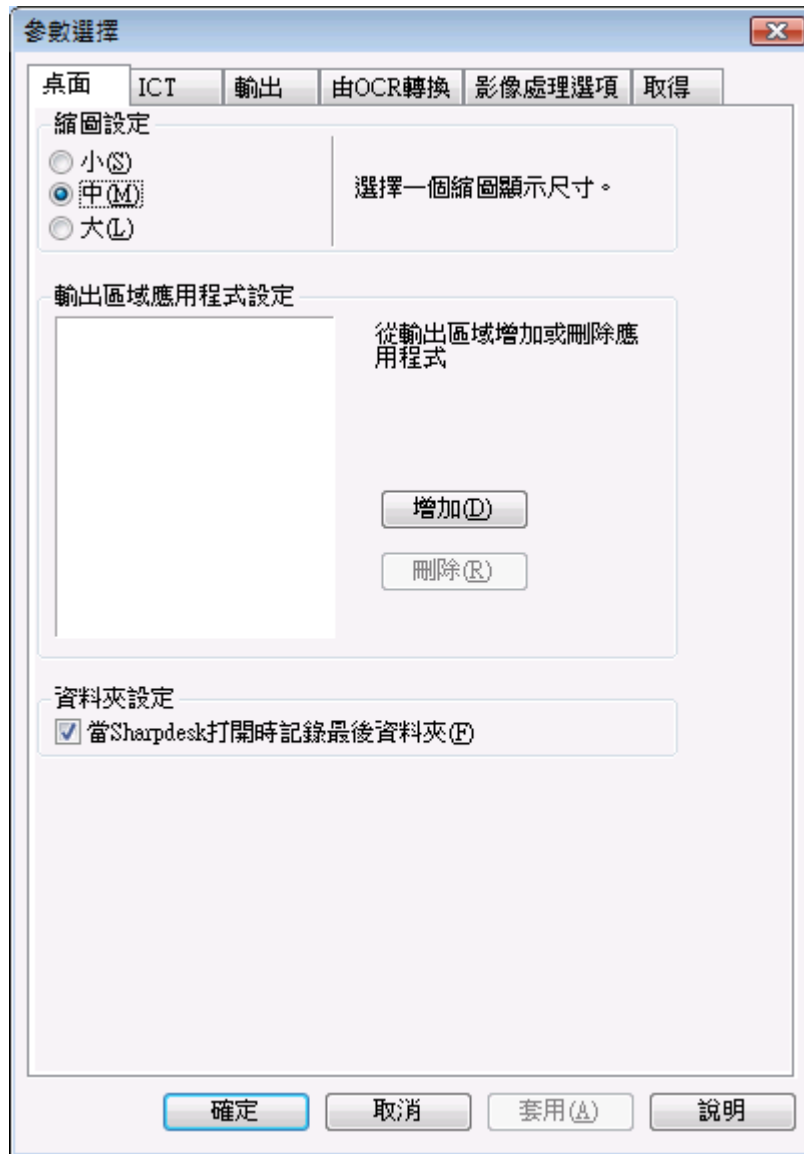 參數選擇
桌面 ICT 輸出 由OCR轉換 影像處理選項 取得
縮圖設定
小(S)
中(M)
大(L)
選擇一個縮圖顯示尺寸。
輸出區域應用程式設定
從輸出區域增加或刪除應
用程式
增加(D)
刪除(R)
資料夾設定
當Sharpdesk打開時記錄最後資料夾(F)
確定 取消 套用(A) 說明